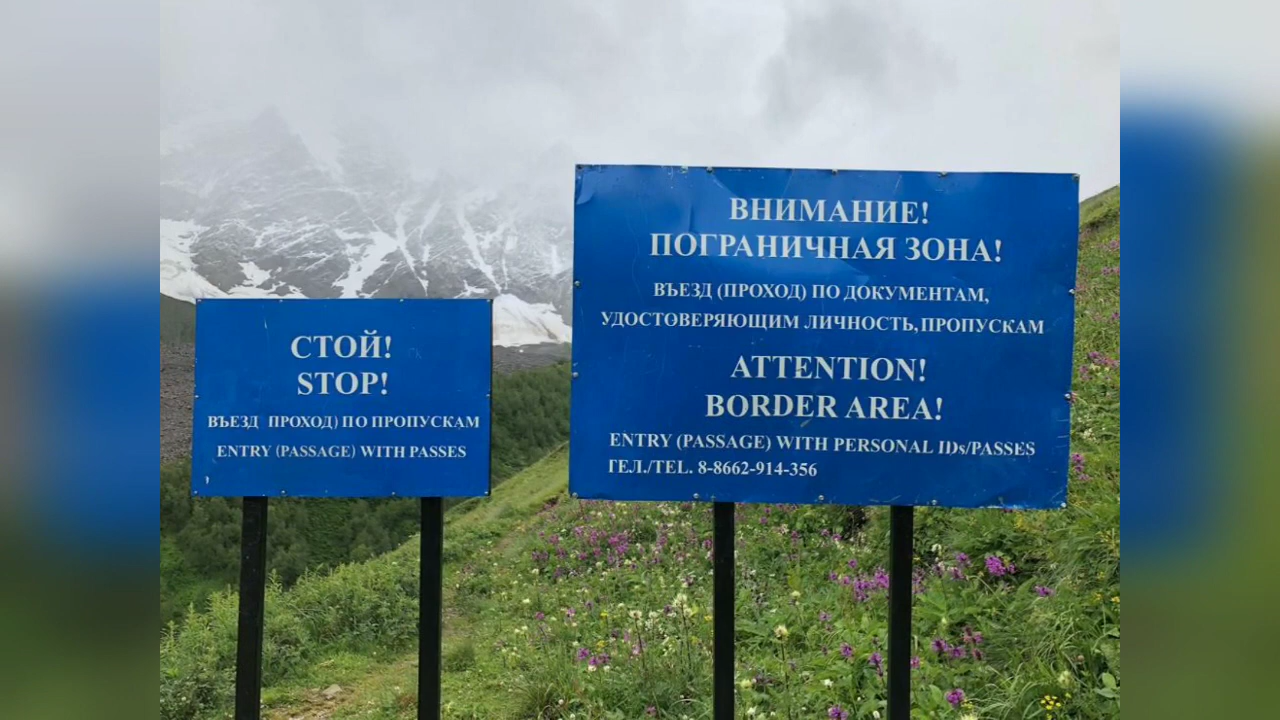 СТОЙ!
STOP!
ВЪЕЗД ПРОХОД) ПО ПРОПУСКАМ
ENTRY (PASSAGE) WITH PASSES
ВНИМАНИЕ!
ПОГРАНИЧНАЯ ЗОНА!
ВЪЕЗД (ПРОХОД) ПО ДОКУМЕНТАМ,
УДОСТОВЕРЯЮЩИМ ЛИЧНОСТЬ, ПРОПУСКАМ
ATTENTION!
BORDER AREA!
ENTRY (PASSAGE) WITH PERSONAL IDs/PASSES
ТЕЛ./TEL. 8-8662-914-356